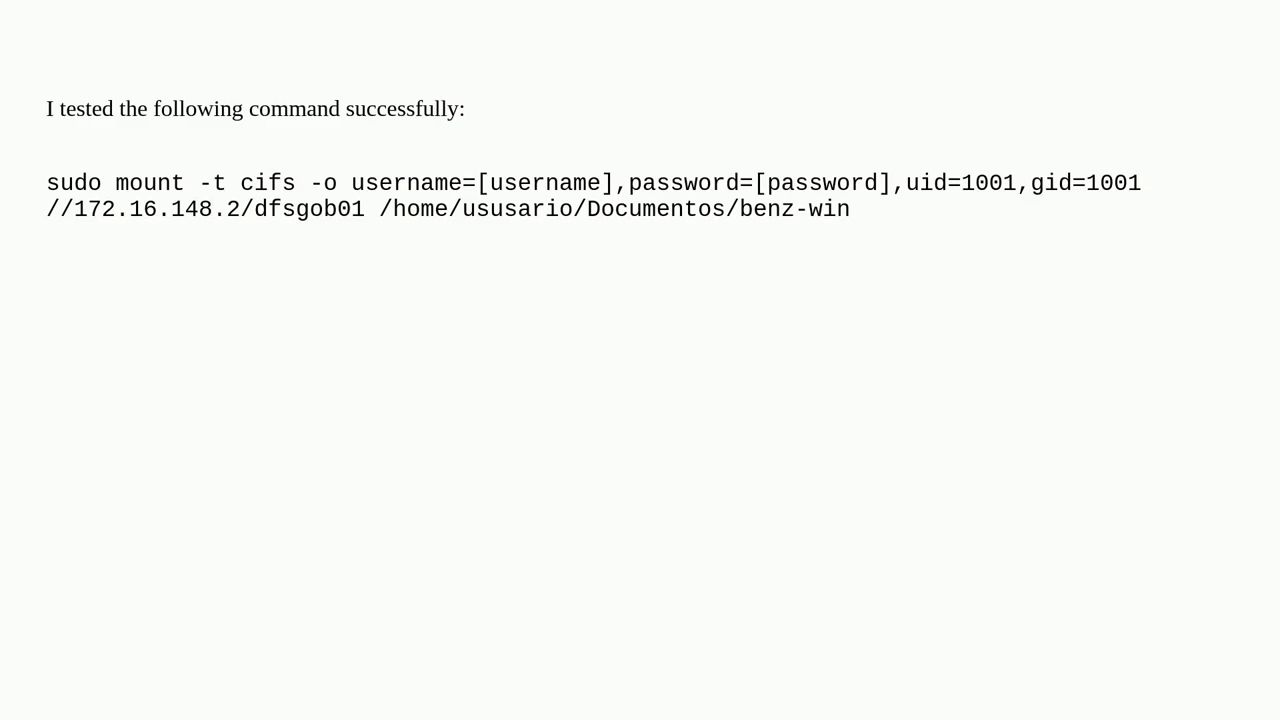 I tested the following command successfully:
sudo mount -t cifs -o username=[username],password=[password],uid=1001,gid=1001
//172.16.148.2/dfsgob01 /home/ususario/Documentos/benz-win